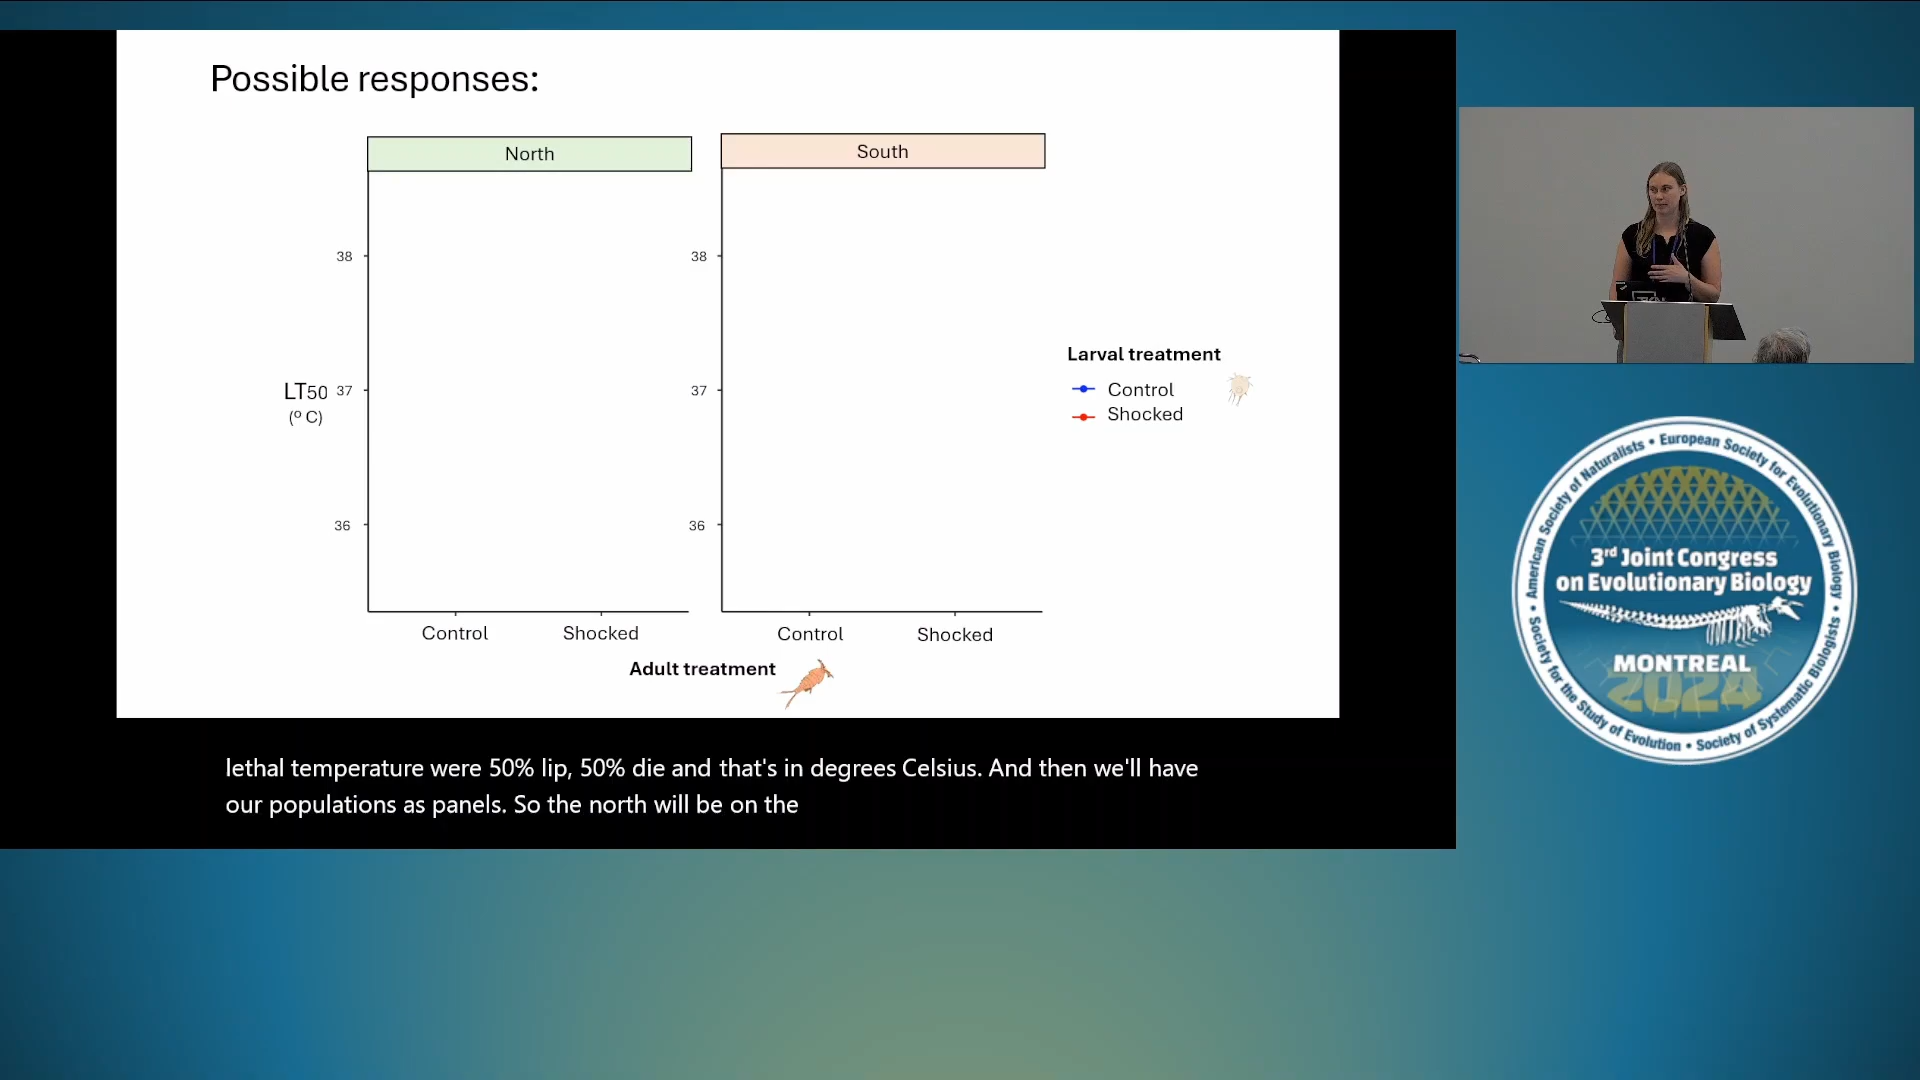 Possible responses:
North
South
38
38
LT50
(º C)
37
37
36
36
Control
Shocked
Control
Shocked
Adult treatment
Larval treatment
Control
Shocked
lethal temperature were 50% lip, 50% die and that's in degrees Celsius. And then we'll have
our populations as panels. So the north will be on the
American Society of Naturalists • European Society for Evolutionary Biology •
Society for the Study of Evolution • Society of Systematic Biologists •
3rd Joint Congress
on Evolutionary Biology
MONTREAL
2024